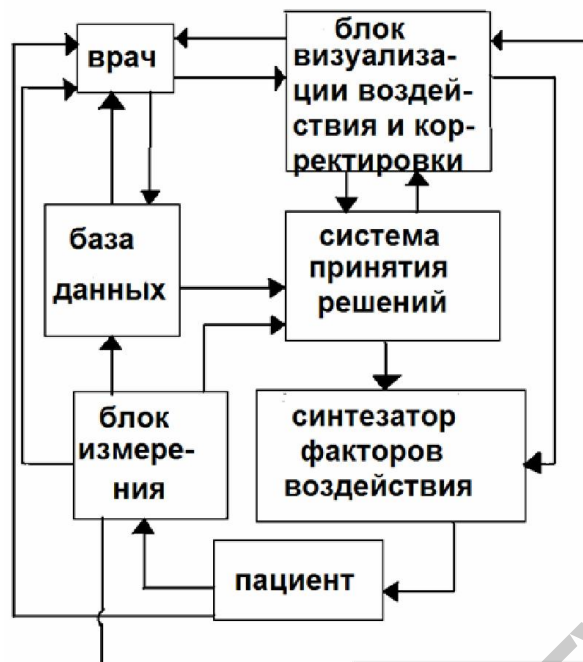 врач
блок
визуализа-
ции воздей-
ствия и кор-
ректировки
база
данных
система
принятия
решений
блок
измере-
ния
синтезатор
факторов
воздействия
пациент